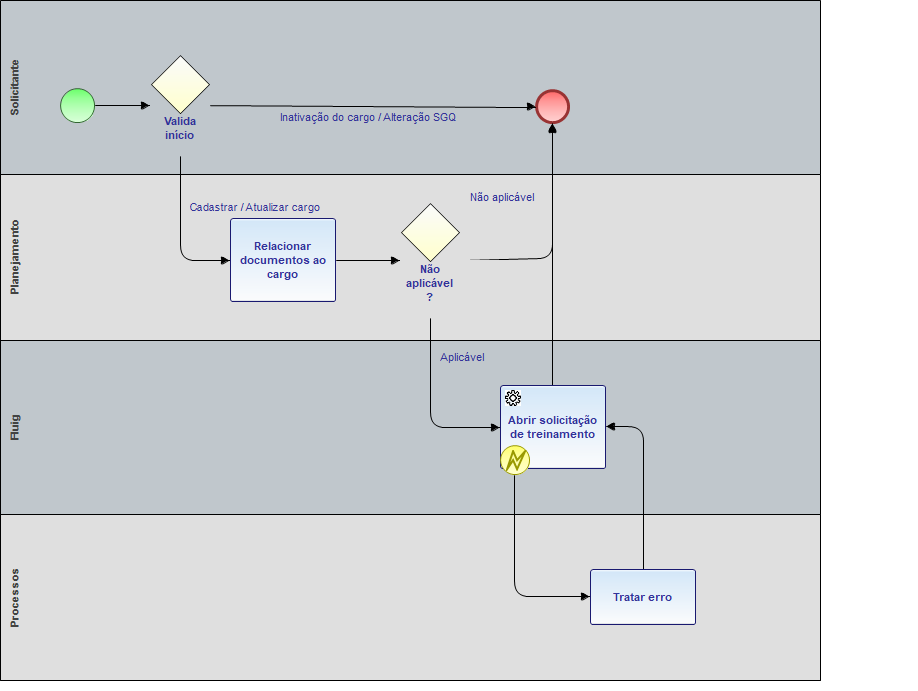 Solicitante
Valida
início
Inativação do cargo / Alteração SGQ
Planejamento
Cadastrar / Atualizar cargo
Relacionar
documentos ao
cargo
Não
aplicável
?
Não aplicável
Fluig
Aplicável
Abrir solicitação
de treinamento
Processos
Tratar erro